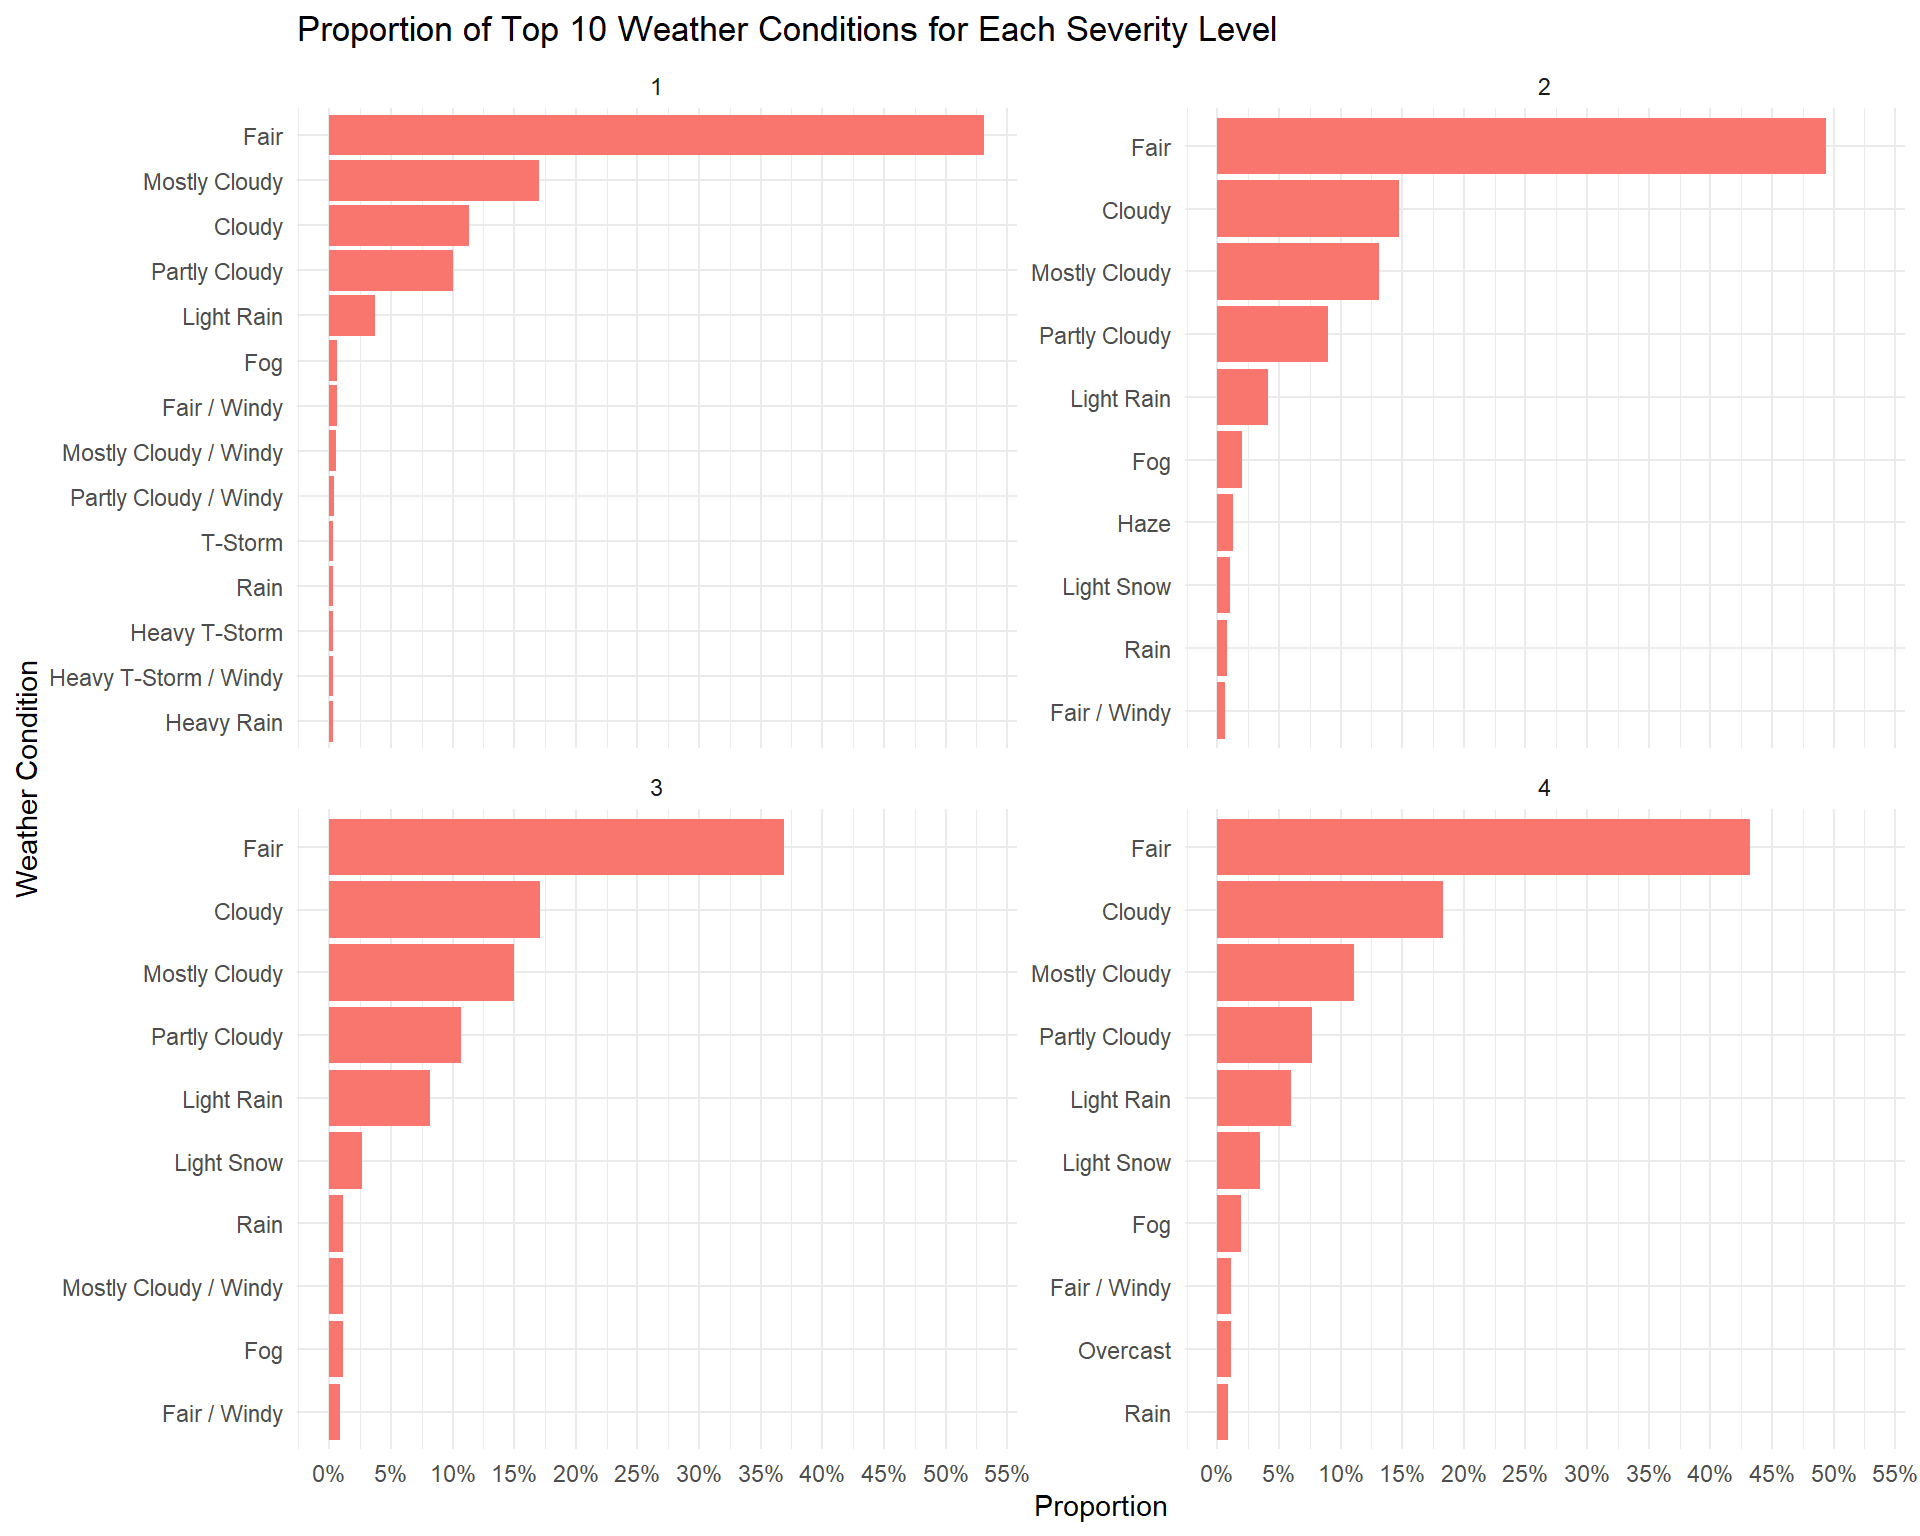 Proportion of Top 10 Weather Conditions for Each Severity Level
1
Fair
Mostly Cloudy
Cloudy
Partly Cloudy
Light Rain
Fog
Fair / Windy
Mostly Cloudy / Windy
Partly Cloudy / Windy
T-Storm
Rain
Heavy T-Storm
Heavy T-Storm / Windy
Heavy Rain
2
Fair
Cloudy
Mostly Cloudy
Partly Cloudy
Light Rain
Fog
Haze
Light Snow
Rain
Fair / Windy
Weather Condition
3
Fair
Cloudy
Mostly Cloudy
Partly Cloudy
Light Rain
Light Snow
Rain
Mostly Cloudy / Windy
Fog
Fair / Windy
0% 5% 10% 15% 20% 25% 30% 35% 40% 45% 50% 55%
4
Fair
Cloudy
Mostly Cloudy
Partly Cloudy
Light Rain
Light Snow
Fog
Fair / Windy
Overcast
Rain
0% 5% 10% 15% 20% 25% 30% 35% 40% 45% 50% 55%
Proportion